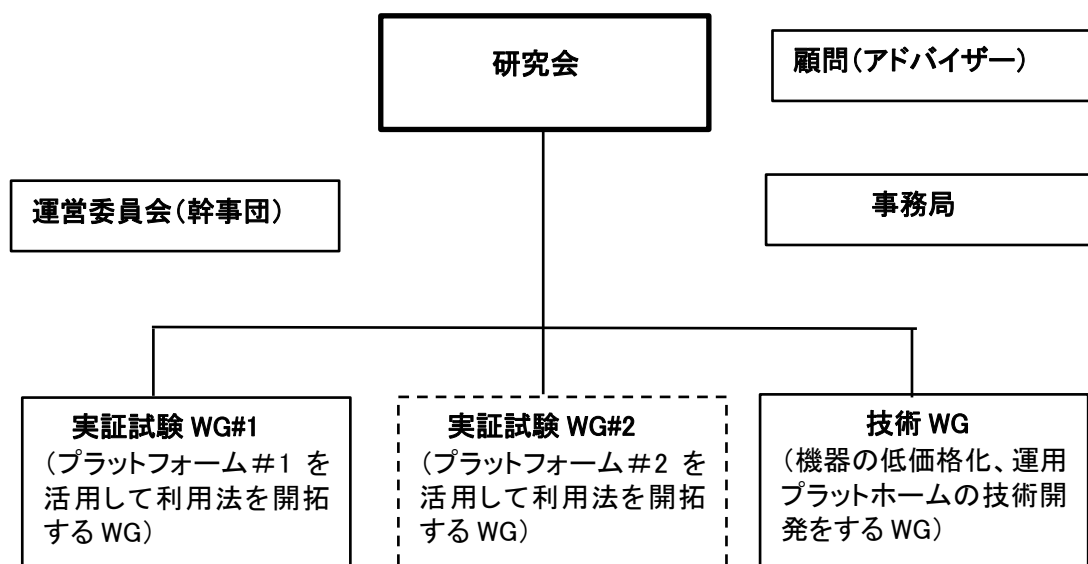 研究会
顧問(アドバイザー)
運営委員会(幹事団)
事務局
実証試験 WG#1
(プラットフォーム#1 を
活用して利用法を開拓
する WG)
実証試験 WG#2
(プラットフォーム#2 を
活用して利用法を開拓
する WG)
技術 WG
(機器の低価格化、運用
プラットホームの技術開
発をする WG)